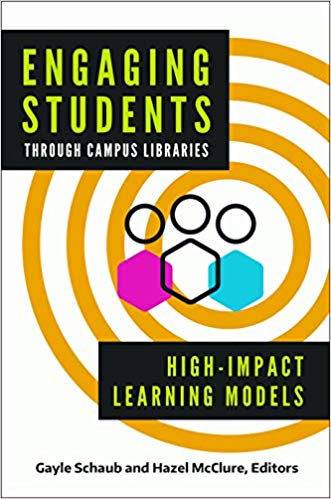 ENGAGING
STUDENTS
THROUGH CAMPUS LIBRARIES
HIGH-IMPACT
LEARNING MODELS
Gayle Schaub and Hazel McClure, Editors